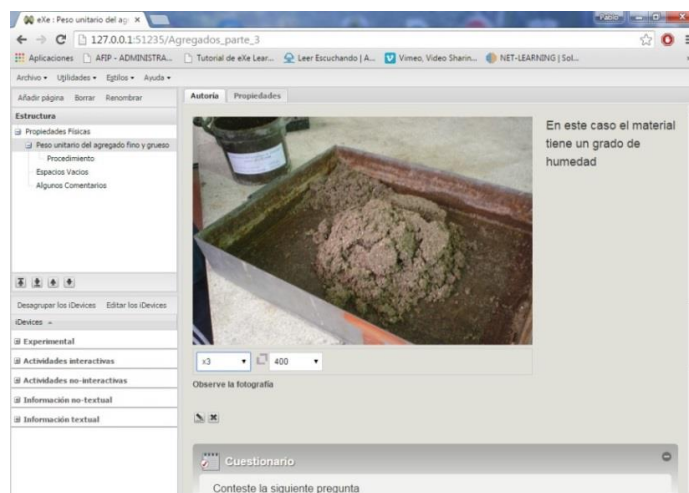 eXe : Peso unitario del agr
Pablo
127.0.0.1:51235/Agregados_parte_3
Aplicaciones AFIP - ADMINISTRA... Tutorial de eXe Lear... Leer Escuchando | A... Vimeo, Video Sharin... NET-LEARNING | Sol...
Archivo Utilidades Estilos Ayuda
Añadir página Borrar Renombrar
Autoría Propiedades
Estructura
Propiedades Físicas
Peso unitario del agregado fino y grueso
Procedimiento
Espacios Vacios
Algunos Comentarios
En este caso el material
tiene un grado de
humedad
Desagrupar los iDevices Editar los iDevices
iDevices
Experimental
Actividades interactivas
Actividades no-interactivas
Información no-textual
Información textual
x3 400
Observe la fotografía
Cuestionario
Conteste la siguiente pregunta